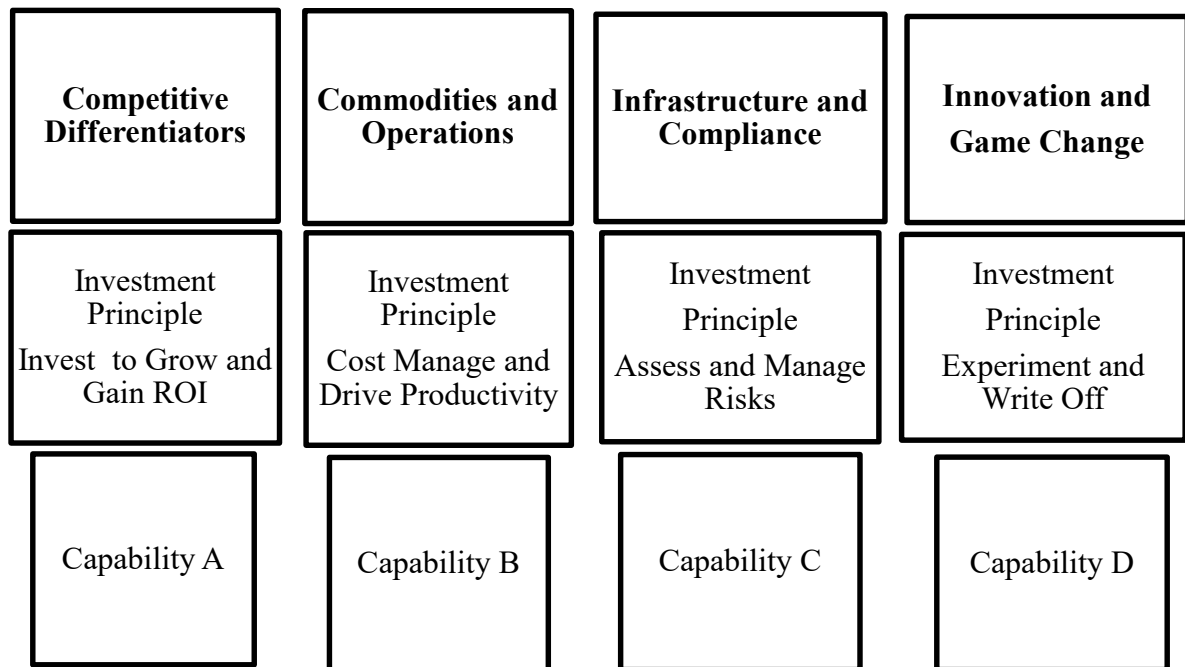 Competitive
Differentiators
Commodities and
Operations
Infrastructure and
Compliance
Innovation and
Game Change
Investment
Principle
Invest to Grow and
Gain ROI
Investment
Principle
Cost Manage and
Drive Productivity
Investment
Principle
Assess and Manage
Risks
Investment
Principle
Experiment and
Write Off
Capability A
Capability B
Capability C
Capability D